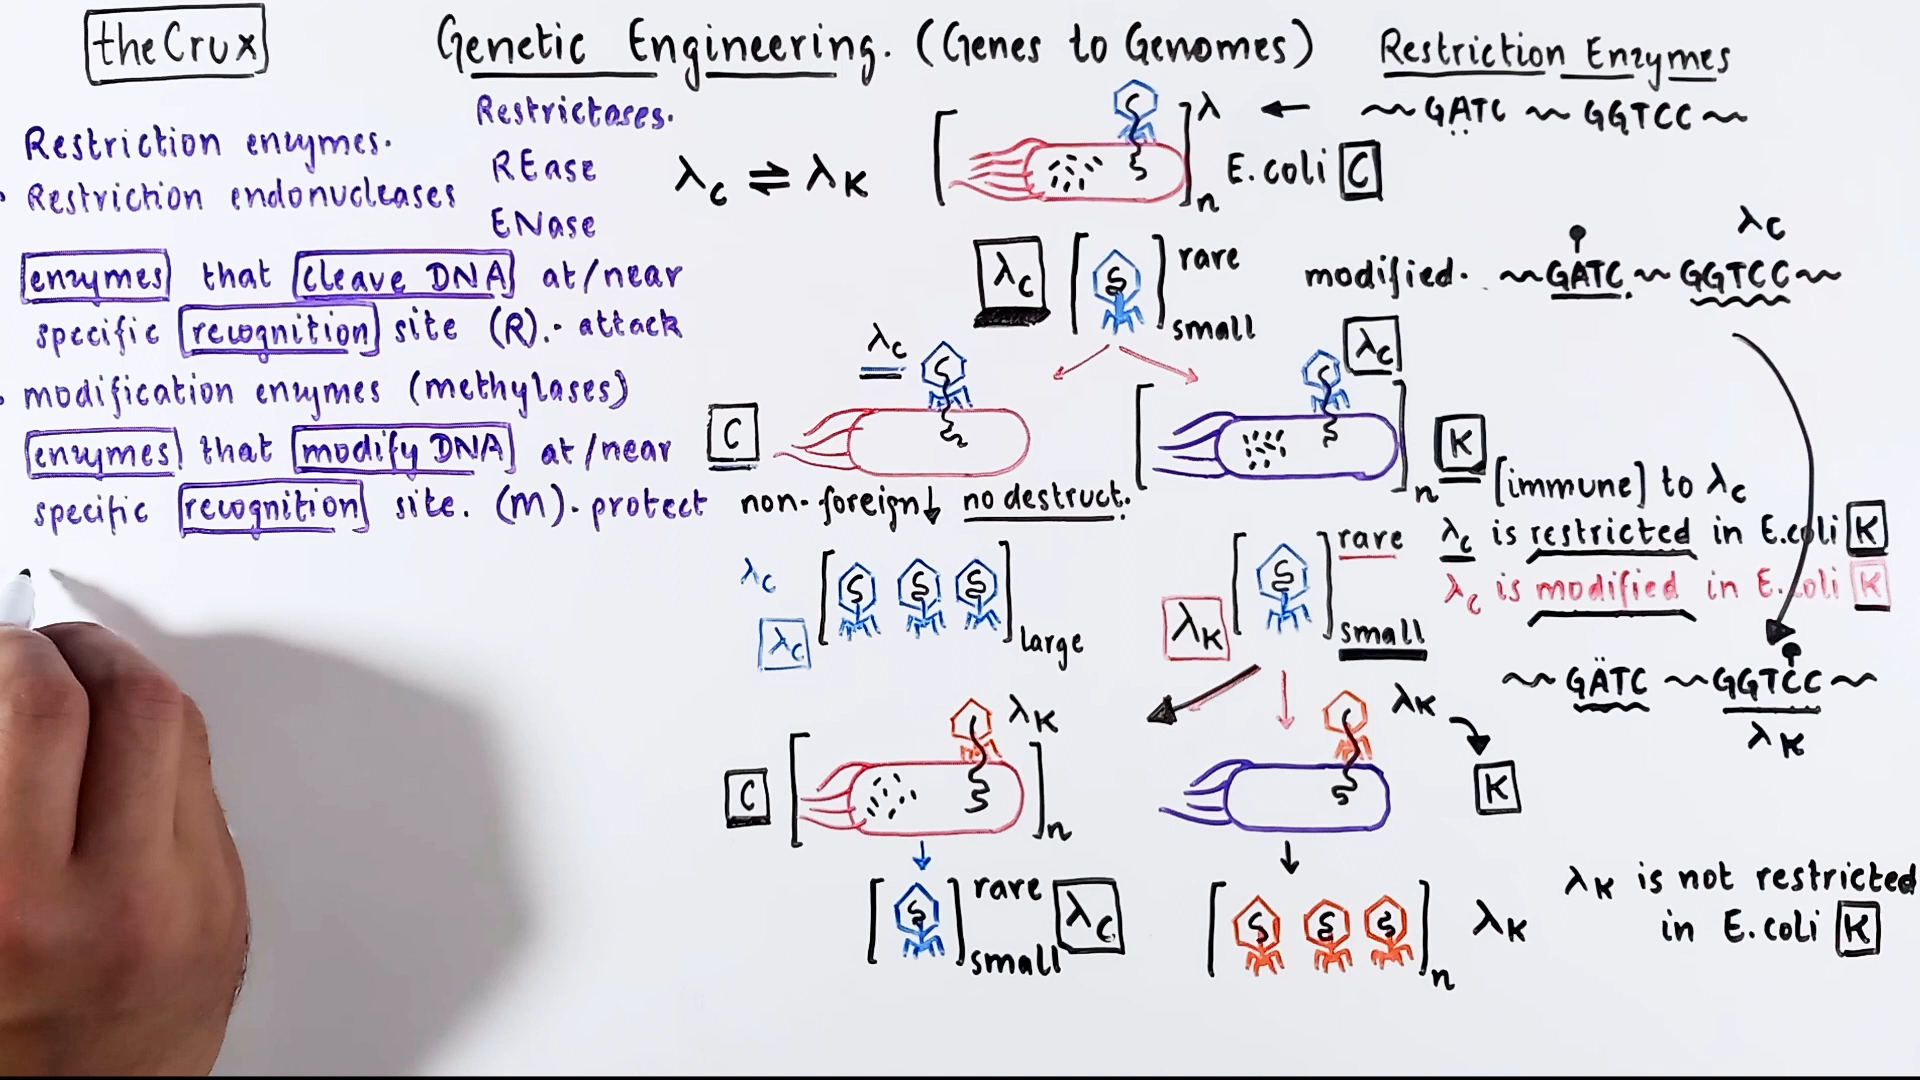 theCrux
Genetic Engineering. (Genes to Genomes)
Restriction Enzymes
Restriction enzymes.
Restrictases.
• Restriction endonucleases
REase
ENase
enzymes that cleave DNA at/near
specific recognition site (R). - attack
• modification enzymes (methylases)
enzymes that modify DNA at/near
specific recognition site. (M). protect
λc ⇌ λK
λ ← ~ GATC ~ GGTCC ~
n E.coli C
λc rare
small
λc
modified. ~GATC ~ GGTCC~
λc
λc
C
K
n
[immune] to λc
non-foreign↓ no destruct.
λc is restricted in E.coli K
λc is modified in E.coli K
λc
λc
large
λK
rare
small
~ GÄTC ~GGTCC~
λK
λK
C
n
λK
K
rare
small
λc
n
λK
λK is not restricted
in E.coli K